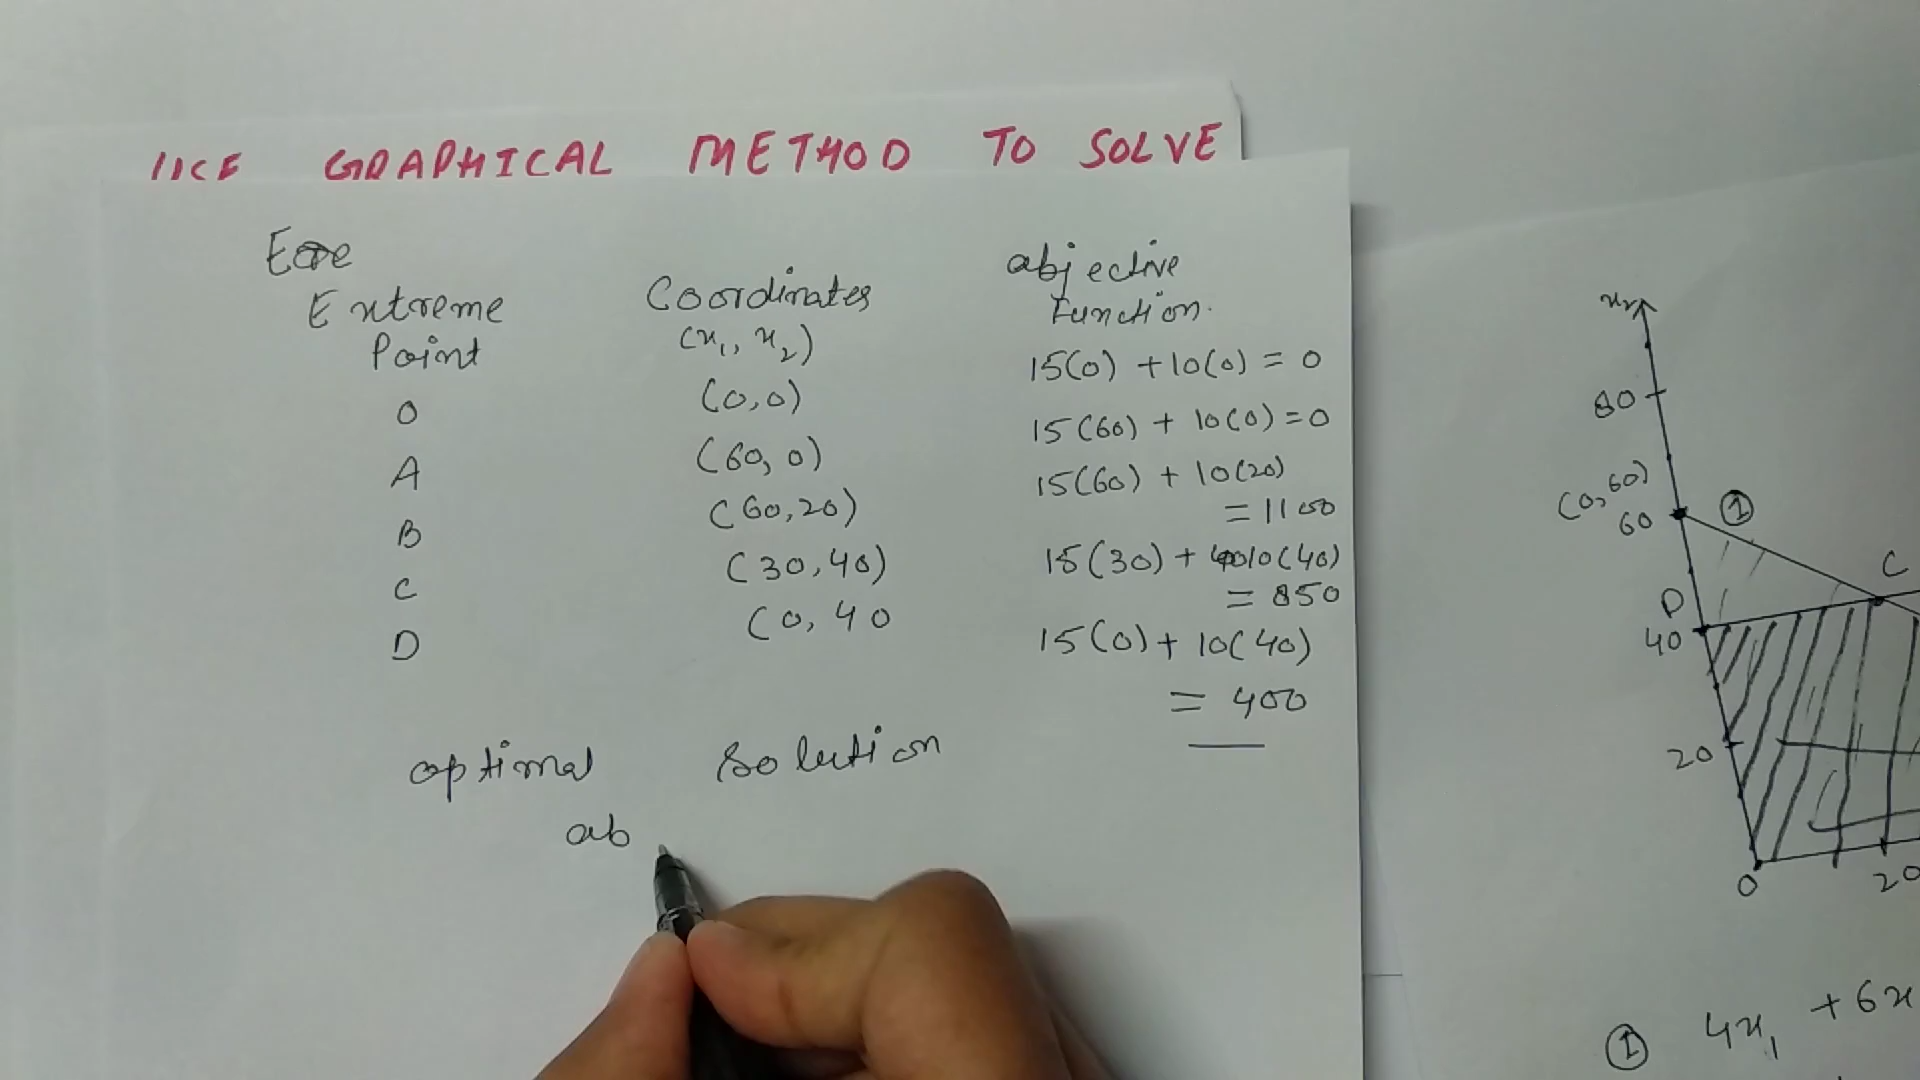 USE GRAPHICAL METHOD TO SOLVE
Extreme Point
Coordinates (x₁, x₂)
objective Function.
O (0,0) 15(0) + 10(0) = 0
A (60, 0) 15(60) + 10(0) = 0
B (60,20) 15(60) + 10(20)
= 1100
C (30,40) 15(30) + 10(40)
= 850
D (0, 40 15(0) + 10(40)
= 400
optimal solution
ob
x₂
80
(0, 60)
60 ①
C
D
40
20
O 20
① 4x₁ + 6x